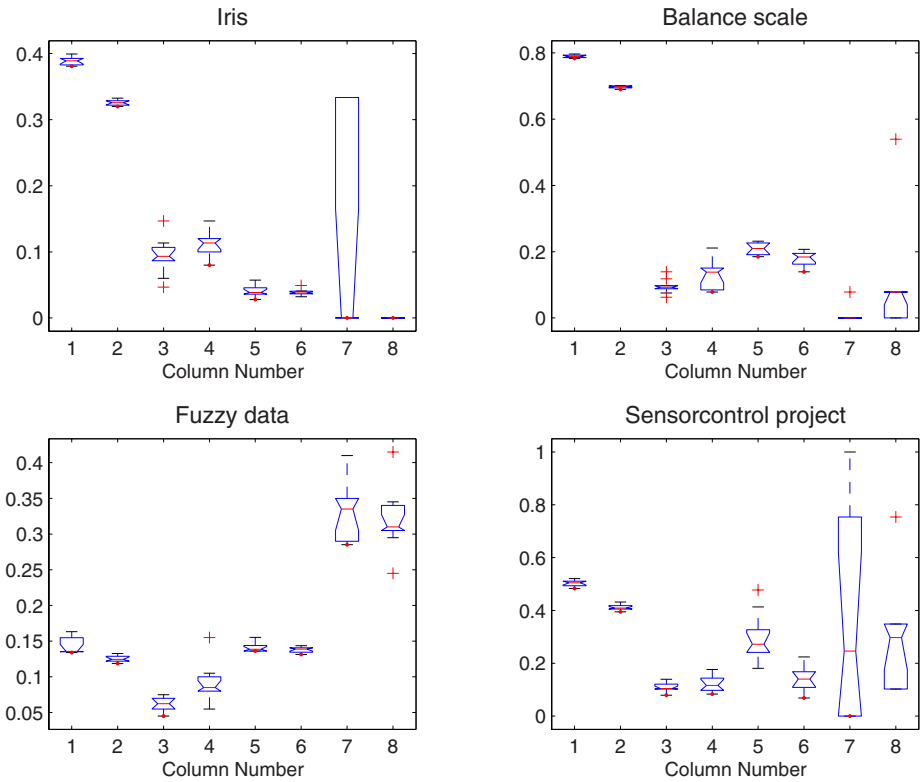 Iris
0.4
0.3
0.2
0.1
0
1 2 3 4 5 6 7 8
Column Number
Balance scale
0.8
0.6
0.4
0.2
0
1 2 3 4 5 6 7 8
Column Number
Fuzzy data
0.4
0.35
0.3
0.25
0.2
0.15
0.1
0.05
1 2 3 4 5 6 7 8
Column Number
Sensorcontrol project
1
0.8
0.6
0.4
0.2
0
1 2 3 4 5 6 7 8
Column Number